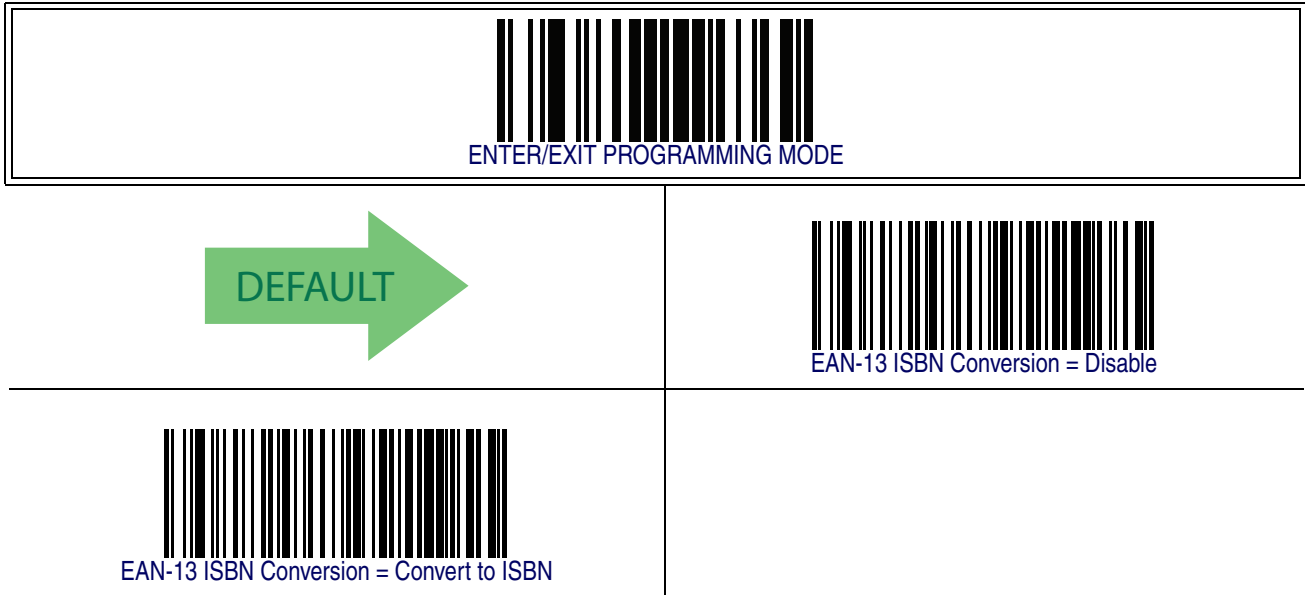 ENTER/EXIT PROGRAMMING MODE
DEFAULT
EAN-13 ISBN Conversion = Disable
EAN-13 ISBN Conversion = Convert to ISBN